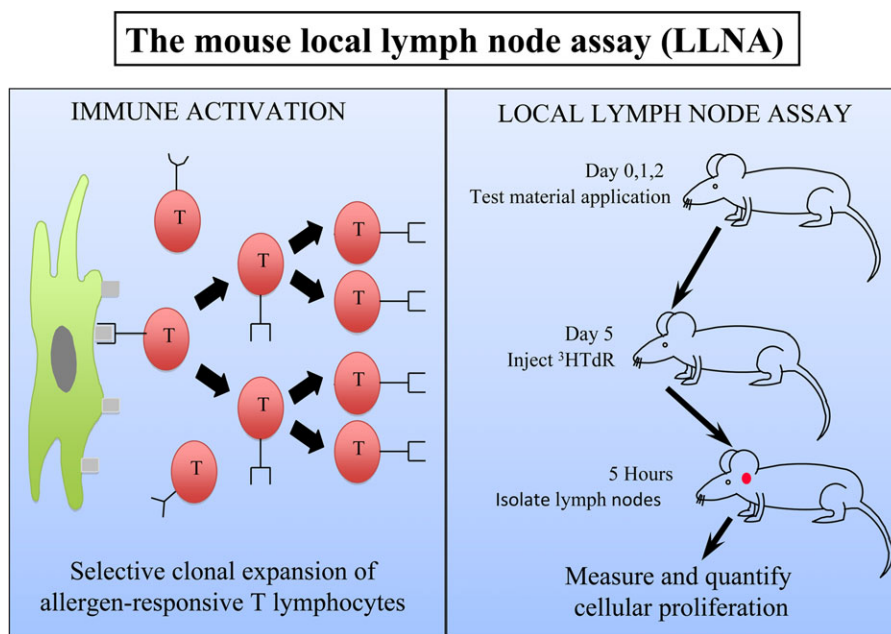 The mouse local lymph node assay (LLNA)
IMMUNE ACTIVATION
T
T
T
T
T
T
T
T
T
Selective clonal expansion of
allergen-responsive T lymphocytes
LOCAL LYMPH NODE ASSAY
Day 0,1,2
Test material application
Day 5
Inject ³HTdR
5 Hours
Isolate lymph nodes
Measure and quantify
cellular proliferation